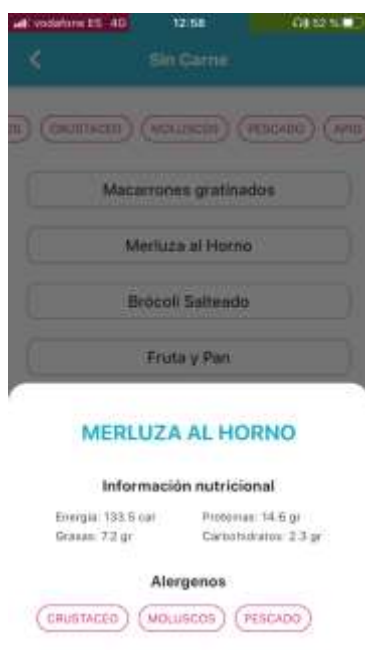 vodafone ES 4G 12:58 52 %
Sin Carne
CRUSTACEO MOLUSCOS PESCADO APIO
Macarrones gratinados
Merluza al Horno
Brócoli Salteado
Fruta y Pan
MERLUZA AL HORNO
Información nutricional
Energia: 133.5 cal Proteinas: 14.6 gr
Grasas: 7.2 gr Carbohidratos: 2.3 gr
Alergenos
CRUSTACEO MOLUSCOS PESCADO